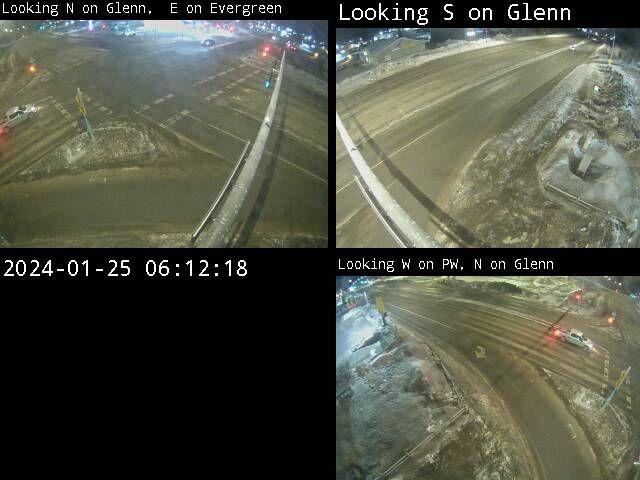 Looking N on Glenn,  E on Evergreen
Looking S on Glenn
2024-01-25 06:12:18
Looking W on PW, N on Glenn